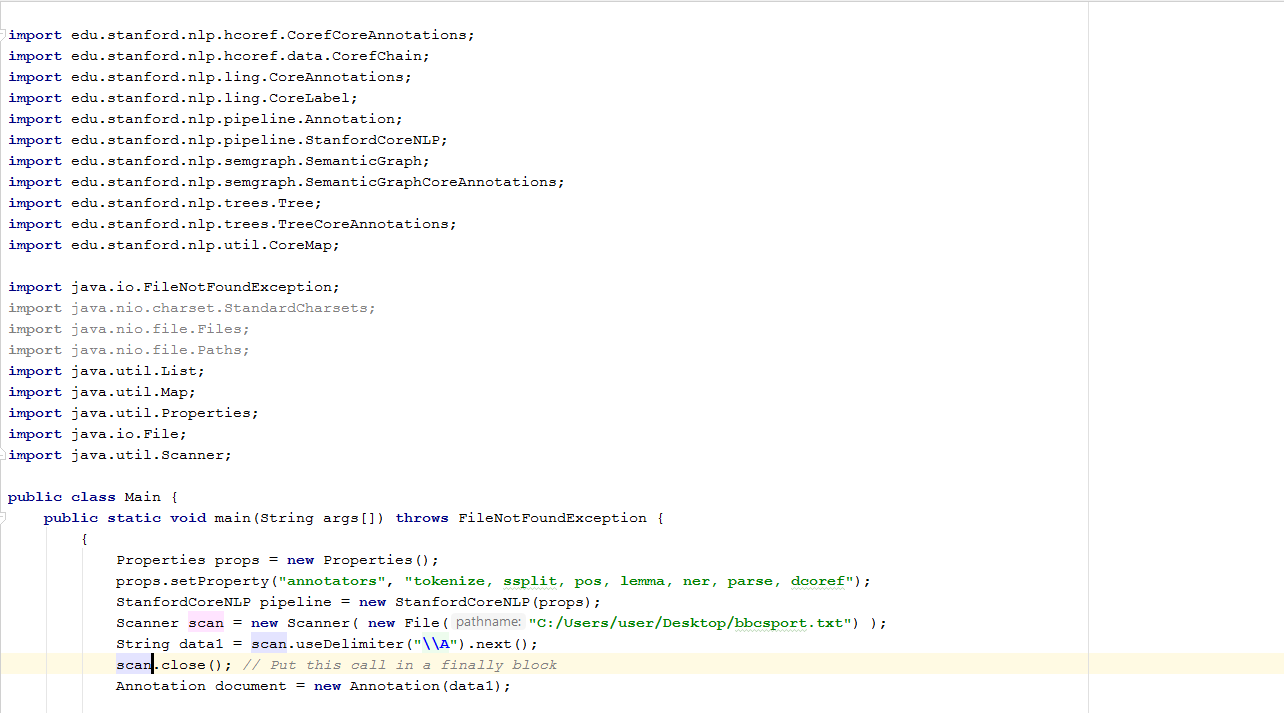 import edu.stanford.nlp.hcoref.CorefCoreAnnotations;
import edu.stanford.nlp.hcoref.data.CorefChain;
import edu.stanford.nlp.ling.CoreAnnotations;
import edu.stanford.nlp.ling.CoreLabel;
import edu.stanford.nlp.pipeline.Annotation;
import edu.stanford.nlp.pipeline.StanfordCoreNLP;
import edu.stanford.nlp.semgraph.SemanticGraph;
import edu.stanford.nlp.semgraph.SemanticGraphCoreAnnotations;
import edu.stanford.nlp.trees.Tree;
import edu.stanford.nlp.trees.TreeCoreAnnotations;
import edu.stanford.nlp.util.CoreMap;

import java.io.FileNotFoundException;
import java.nio.charset.StandardCharsets;
import java.nio.file.Files;
import java.nio.file.Paths;
import java.util.List;
import java.util.Map;
import java.util.Properties;
import java.io.File;
import java.util.Scanner;

public class Main {
    public static void main(String args[]) throws FileNotFoundException {
        {
            Properties props = new Properties();
            props.setProperty("annotators", "tokenize, ssplit, pos, lemma, ner, parse, dcoref");
            StanfordCoreNLP pipeline = new StanfordCoreNLP(props);
            Scanner scan = new Scanner( new File( pathname: "C:/Users/user/Desktop/bbcsport.txt") );
            String data1 = scan.useDelimiter("\\A").next();
            scan.close(); // Put this call in a finally block
            Annotation document = new Annotation(data1);